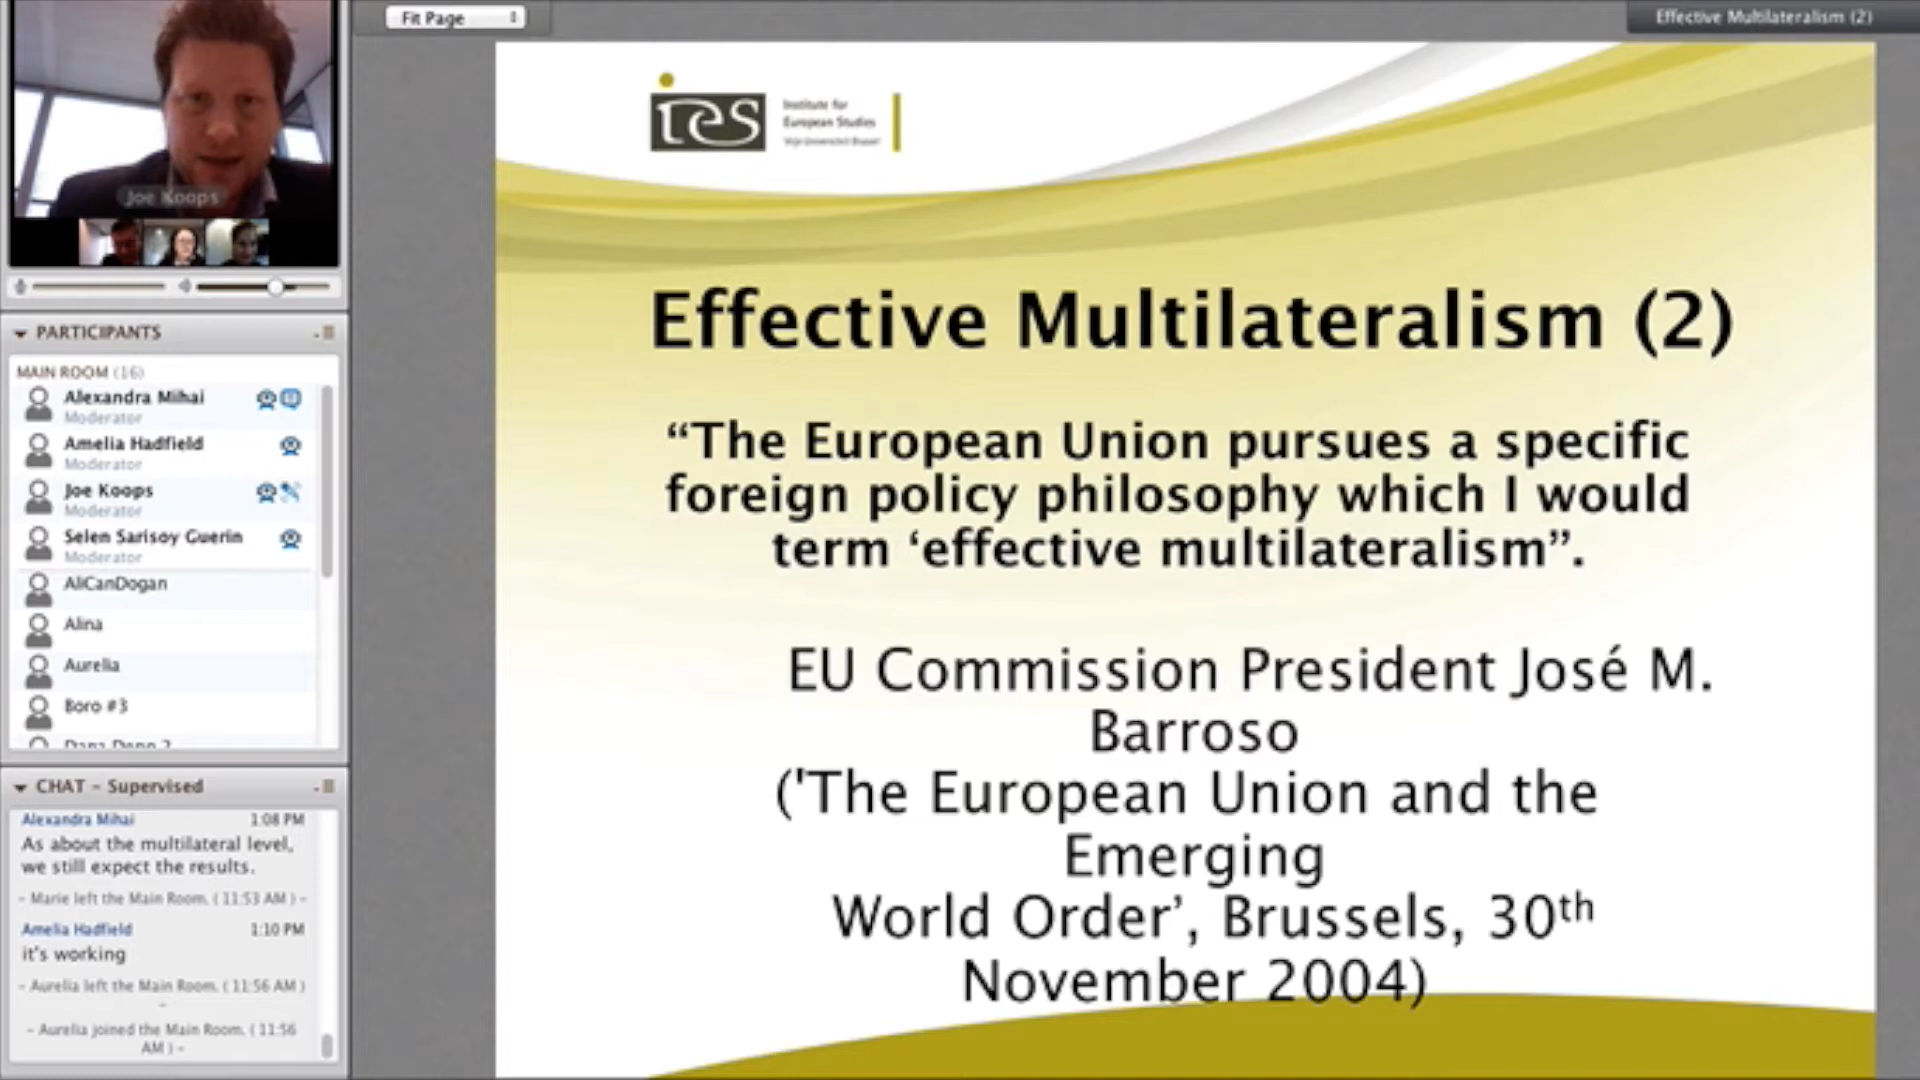 Fit Page
Effective Multilateralism (2)
Joe Koops
PARTICIPANTS
MAIN ROOM (16)
Alexandra Mihai
Moderator
Amelia Hadfield
Moderator
Joe Koops
Moderator
Selen Sarisoy Guerin
Moderator
AliCanDogan
Alina
Aurelia
Boro #3
CHAT - Supervised
Alexandra Mihai 1:08 PM
As about the multilateral level,
we still expect the results.
- Marie left the Main Room. ( 11:53 AM ) -
Amelia Hadfield 1:10 PM
it's working
- Aurelia left the Main Room. ( 11:56 AM )
-
- Aurelia joined the Main Room. ( 11:56
AM ) -
ies
Institute for
European Studies
Effective Multilateralism (2)
“The European Union pursues a specific
foreign policy philosophy which I would
term ‘effective multilateralism”.
EU Commission President José M.
Barroso
('The European Union and the
Emerging
World Order’, Brussels, 30th
November 2004)